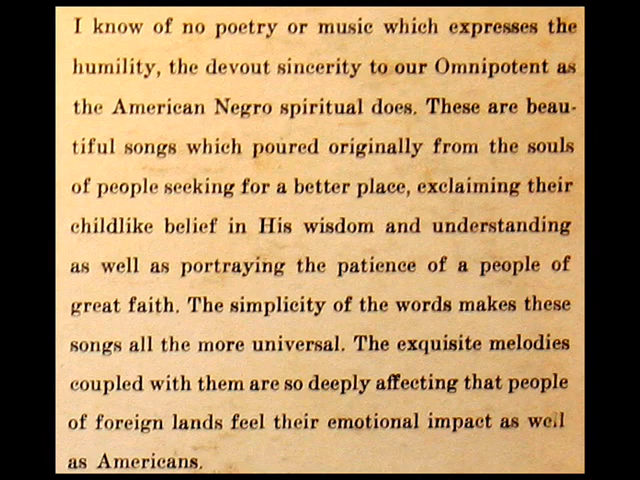 I know of no poetry or music which expresses the
humility, the devout sincerity to our Omnipotent as
the American Negro spiritual does. These are beau-
tiful songs which poured originally from the souls
of people seeking for a better place, exclaiming their
childlike belief in His wisdom and understanding
as well as portraying the patience of a people of
great faith. The simplicity of the words makes these
songs all the more universal. The exquisite melodies
coupled with them are so deeply affecting that people
of foreign lands feel their emotional impact as well
as Americans.